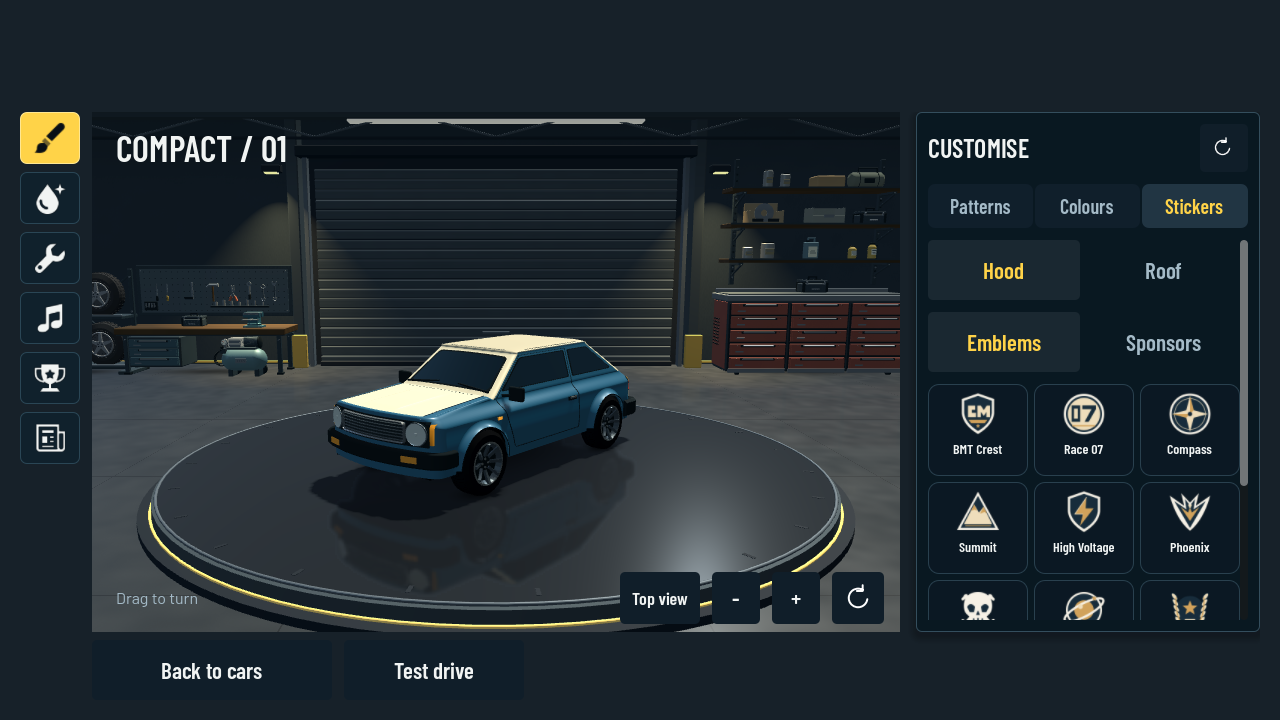 COMPACT / 01
CUSTOMISE
Patterns
Colours
Stickers
Hood
Roof
Emblems
Sponsors
07
BMT Crest
Race 07
Compass
Summit
High Voltage
Phoenix
Drag to turn
Top view
-
+
Back to cars
Test drive